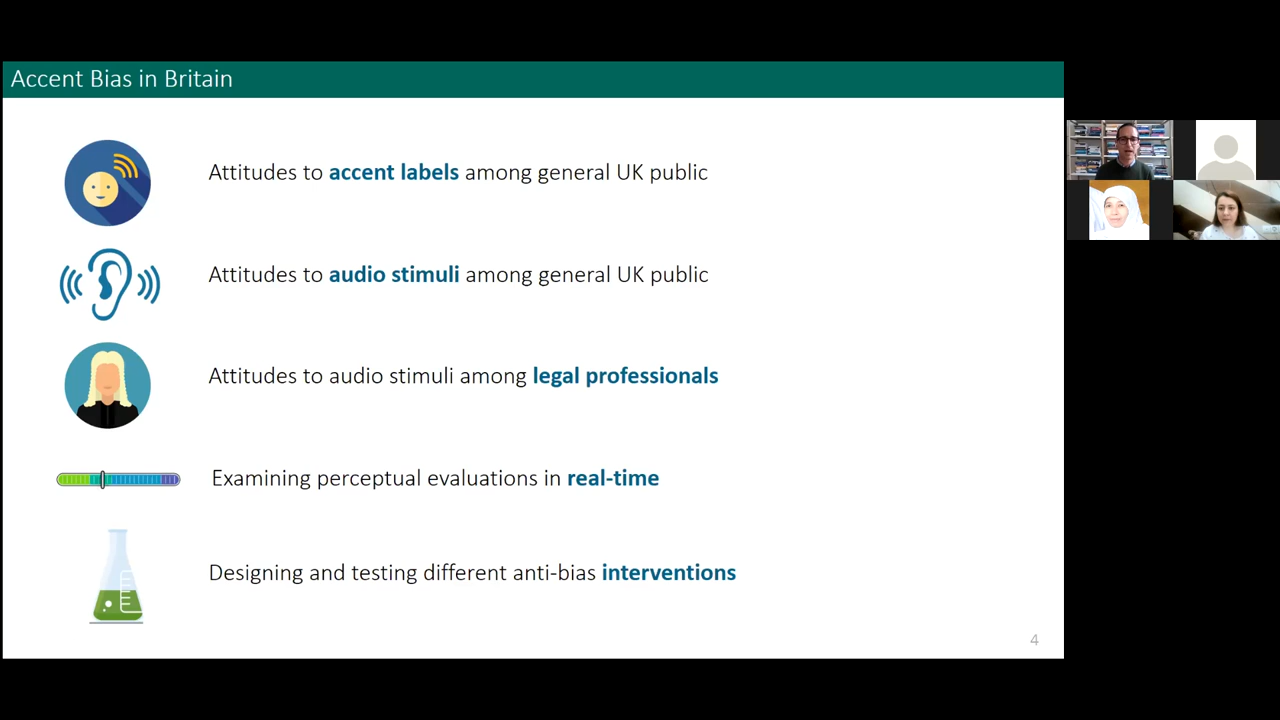 Accent Bias in Britain
Attitudes to accent labels among general UK public
Attitudes to audio stimuli among general UK public
Attitudes to audio stimuli among legal professionals
Examining perceptual evaluations in real-time
Designing and testing different anti-bias interventions
4